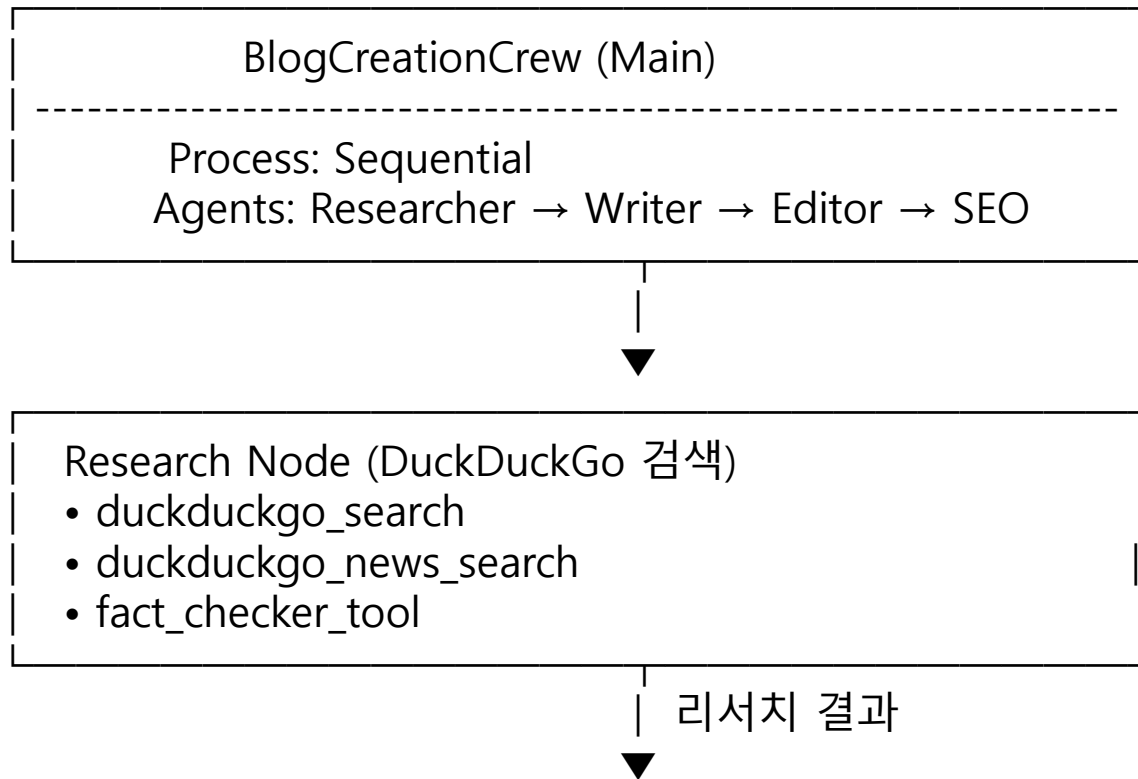 BlogCreationCrew (Main)
Process: Sequential
Agents: Researcher → Writer → Editor → SEO
▼
Research Node (DuckDuckGo 검색)
• duckduckgo_search
• duckduckgo_news_search
• fact_checker_tool
리서치 결과
▼